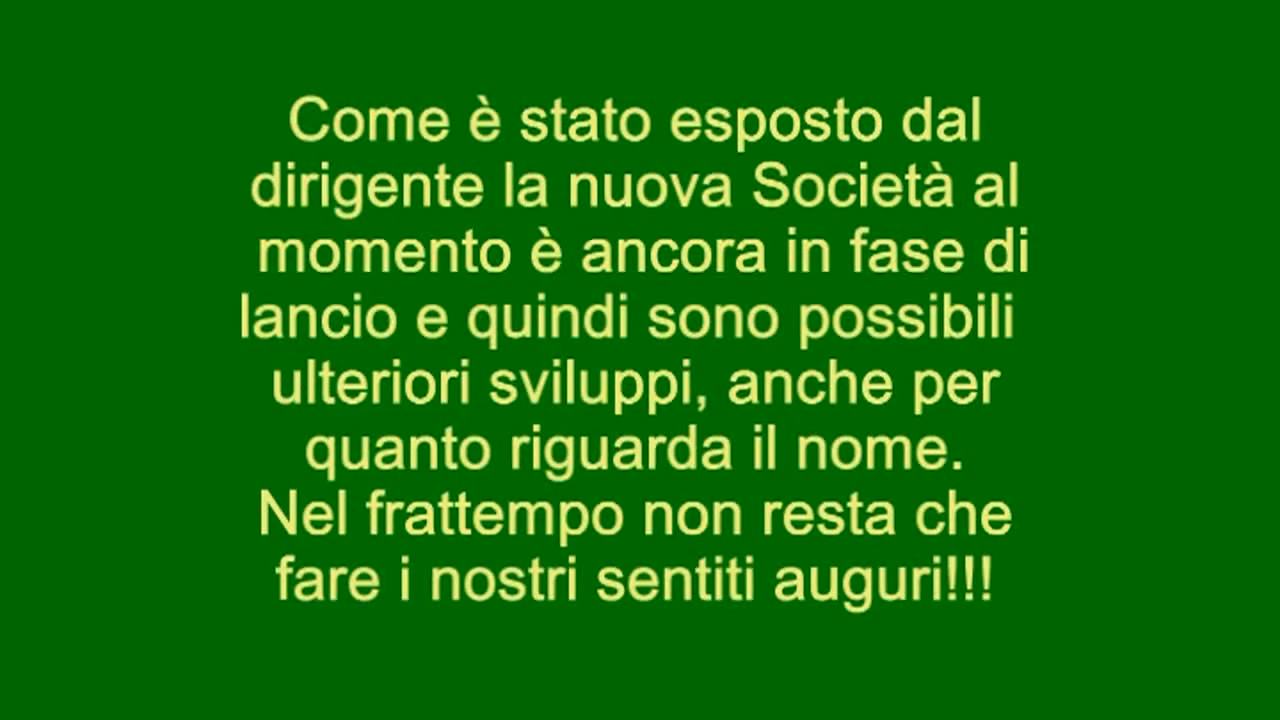 Come è stato esposto dal
dirigente la nuova Società al
momento è ancora in fase di
lancio e quindi sono possibili
ulteriori sviluppi, anche per
quanto riguarda il nome.
Nel frattempo non resta che
fare i nostri sentiti auguri!!!